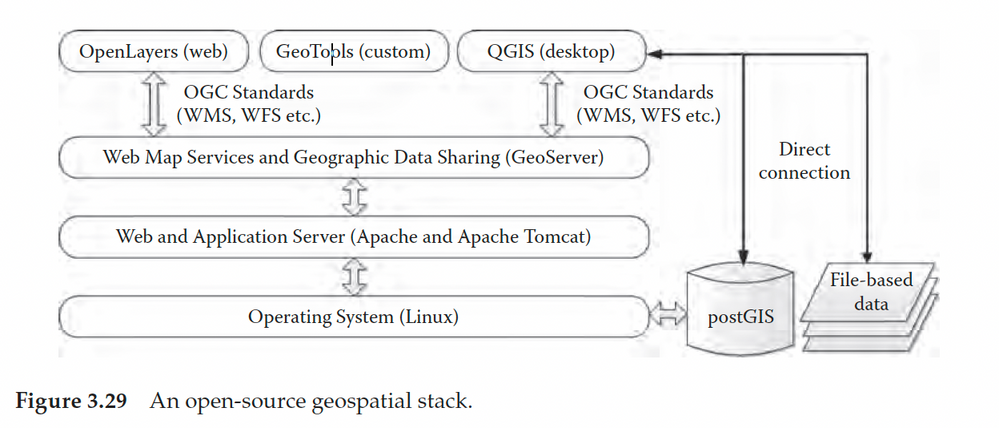 OpenLayers (web)
GeoTools (custom)
QGIS (desktop)
OGC Standards
(WMS, WFS etc.)
OGC Standards
(WMS, WFS etc.)
Direct
connection
Web Map Services and Geographic Data Sharing (GeoServer)
Web and Application Server (Apache and Apache Tomcat)
File-based
data
Operating System (Linux)
postGIS
Figure 3.29 An open-source geospatial stack.